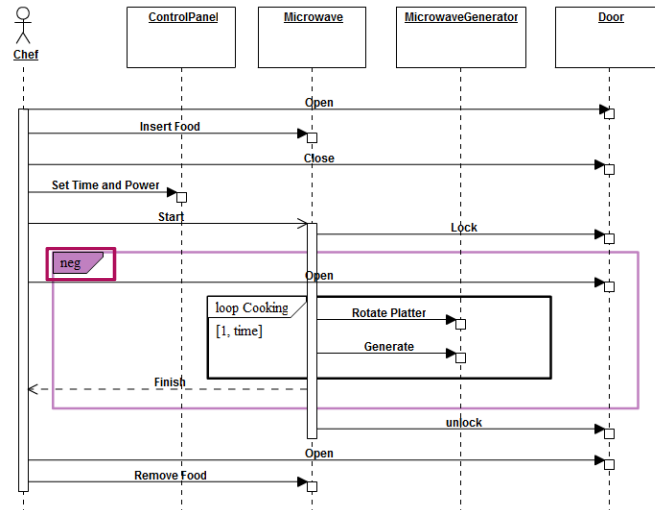 ControlPanel
Microwave
MicrowaveGenerator
Door
Chef
Open
Insert Food
Close
Set Time and Power
Start
Lock
neg
Open
loop Cooking
[1, time]
Rotate Platter
Generate
Finish
unlock
Open
Remove Food